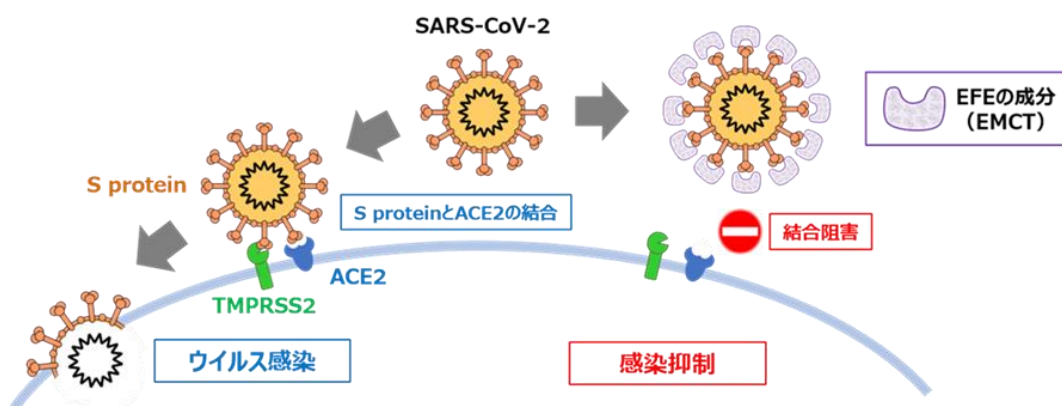 SARS-CoV-2
EFEの成分
（EMCT）
S protein
S proteinとACE2の結合
結合阻害
ACE2
TMPRSS2
ウイルス感染
感染抑制